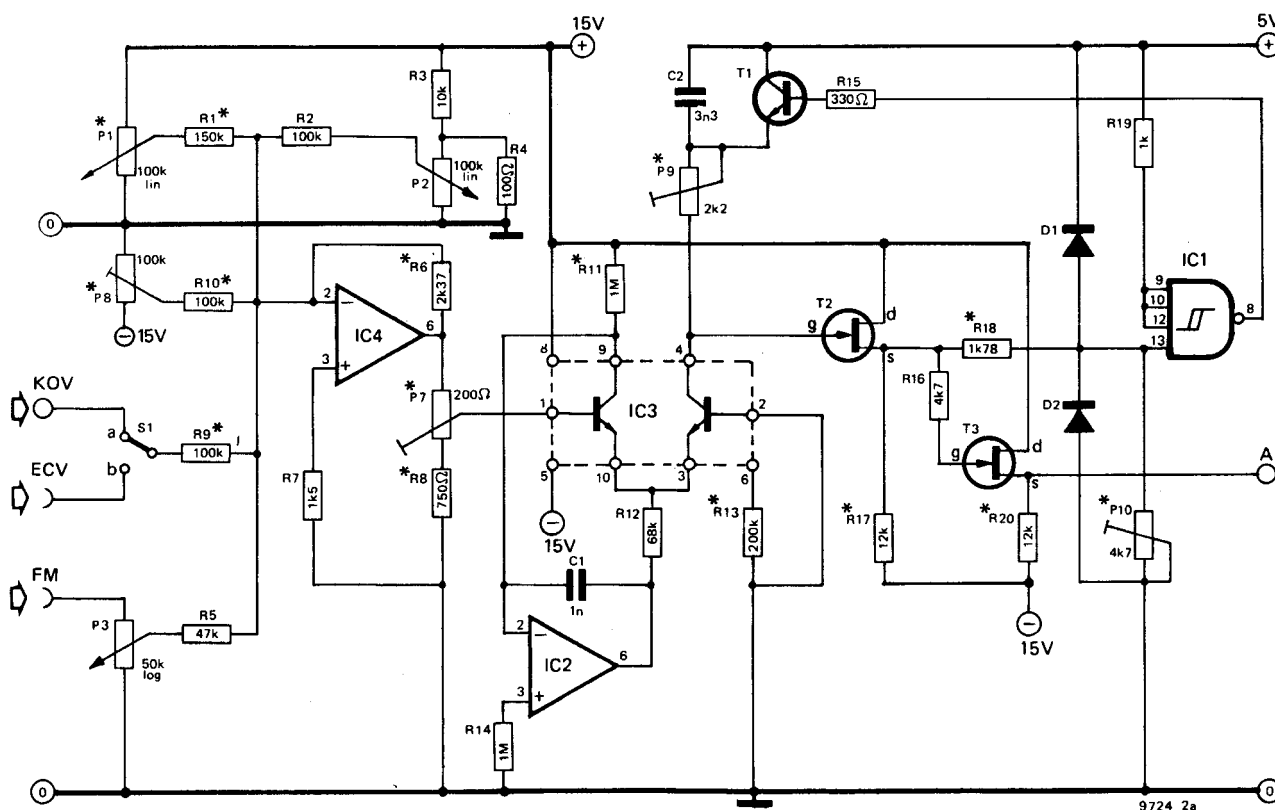 15V
+
5V
+
R3
10k
C2
3n3
T1
R15
330Ω
*
P1
100k
lin
R1*
150k
R2
100k
100k
lin
P2
R4
100Ω
*
P9
2k2
R19
1k
0
100k
*
P8
R10*
100k
-
15V
*R6
2k37
2
-
IC4
6
3
+
*R11
1M
T2
g
d
s
*
R18
1k78
D1
IC1
9
10
12
13
8
KOV
a
S1
b
ECV
R9*
100k
*P7
200Ω
8
9
4
1
IC3
2
5
10
3
6
-
15V
R16
4k7
T3
g
d
s
D2
A
R7
1k5
*R8
750Ω
R12
68k
*R13
200k
*R17
12k
*R20
12k
*
P10
4k7
FM
P3
50k
log
R5
47k
C1
1n
2
-
IC2
6
3
+
R14
1M
-
15V
0
0
9724 2a